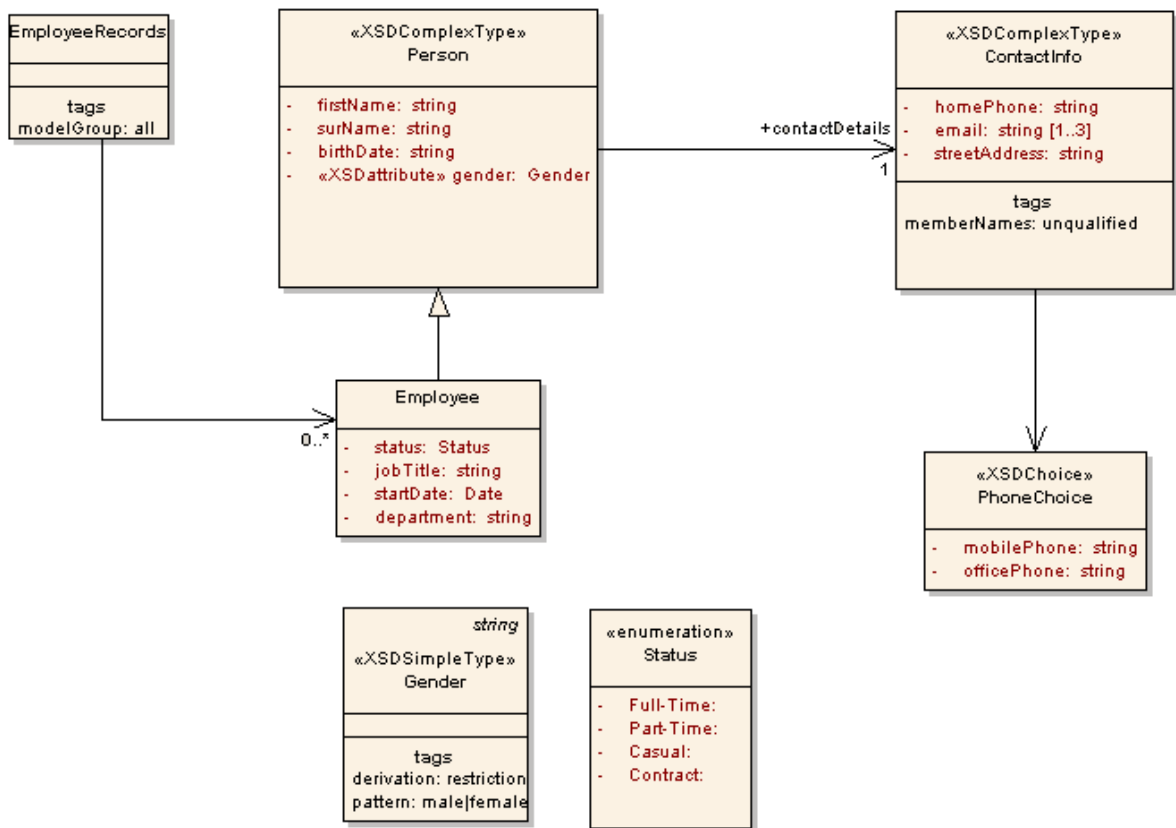 EmployeeRecords
tags
modelGroup: all
«XSDComplexType»
Person
- firstName: string
- surName: string
- birthDate: string
- «XSDattribute» gender: Gender
+contactDetails
1
«XSDComplexType»
ContactInfo
- homePhone: string
- email: string [1..3]
- streetAddress: string
tags
memberNames: unqualified
0..*
Employee
- status: Status
- jobTitle: string
- startDate: Date
- department: string
«XSDChoice»
PhoneChoice
- mobilePhone: string
- officePhone: string
string
«XSDSimpleType»
Gender
tags
derivation: restriction
pattern: male|female
«enumeration»
Status
- Full-Time:
- Part-Time:
- Casual:
- Contract: